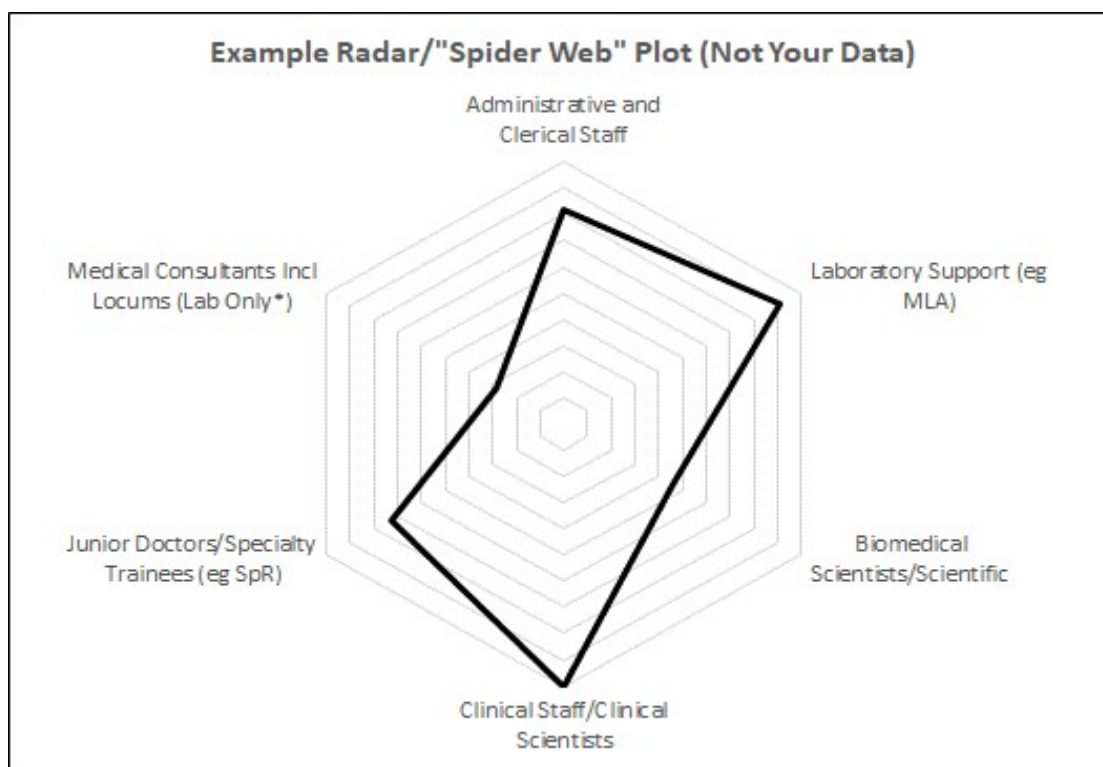 Example Radar/"Spider Web" Plot (Not Your Data)
Administrative and
Clerical Staff
Medical Consultants Incl
Locums (Lab Only*)
Laboratory Support (eg
MLA)
Junior Doctors/Specialty
Trainees (eg SpR)
Biomedical
Scientists/Scientific
Clinical Staff/Clinical
Scientists